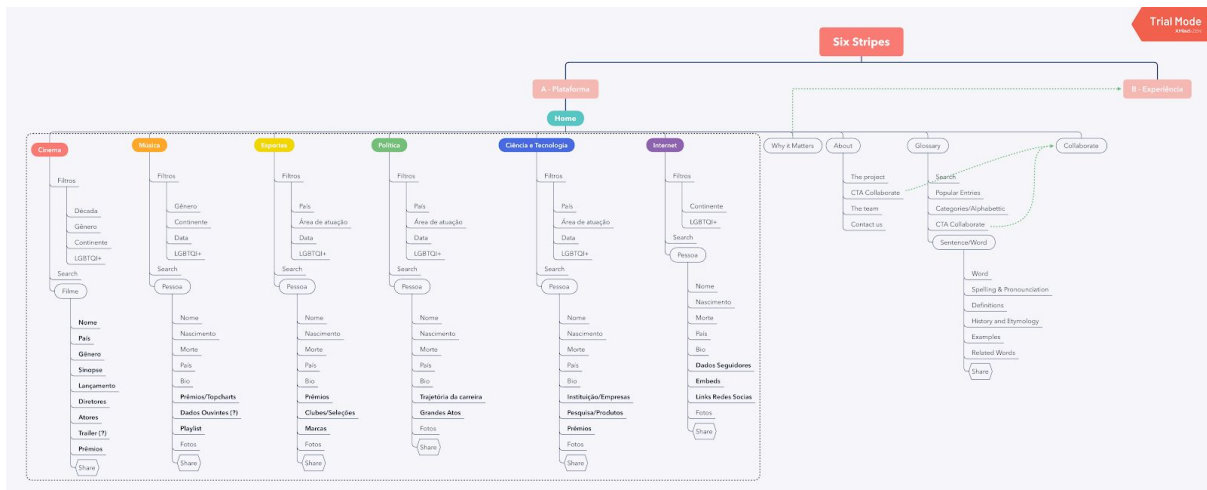 Trial Mode
XMind
Six Stripes
A - Plataforma
B - Experiência
Home
Cinema
Filtros
Década
Gênero
Continente
LGBTQI+
Search
Filme
Nome
País
Gênero
Sinopse
Lançamento
Diretores
Atores
Trailer (?)
Prêmios
Share
Música
Filtros
Gênero
Continente
Data
LGBTQI+
Search
Pessoa
Nome
Nascimento
Morte
País
Bio
Prêmios/Topcharts
Dados Ouvintes (?)
Playlist
Fotos
Share
Esportes
Filtros
País
Área de atuação
Data
LGBTQI+
Search
Pessoa
Nome
Nascimento
Morte
País
Bio
Prêmios
Clubes/Seleções
Marcas
Fotos
Share
Política
Filtros
País
Área de atuação
Data
LGBTQI+
Search
Pessoa
Nome
Nascimento
Morte
País
Bio
Trajetória da carreira
Grandes Atos
Fotos
Share
Ciência e Tecnologia
Filtros
País
Área de atuação
Data
LGBTQI+
Search
Pessoa
Nome
Nascimento
Morte
País
Bio
Instituição/Empresas
Pesquisa/Produtos
Prêmios
Fotos
Share
Internet
Filtros
Continente
LGBTQI+
Search
Pessoa
Nome
Nascimento
Morte
País
Bio
Dados Seguidores
Embeds
Links Redes Socias
Fotos
Share
Why it Matters
About
The project
CTA Collaborate
The team
Contact us
Glossary
Search
Popular Entries
Categories/Alphabettic
CTA Collaborate
Sentence/Word
Word
Spelling & Pronounciation
Definitions
History and Etymology
Examples
Related Words
Share
Collaborate